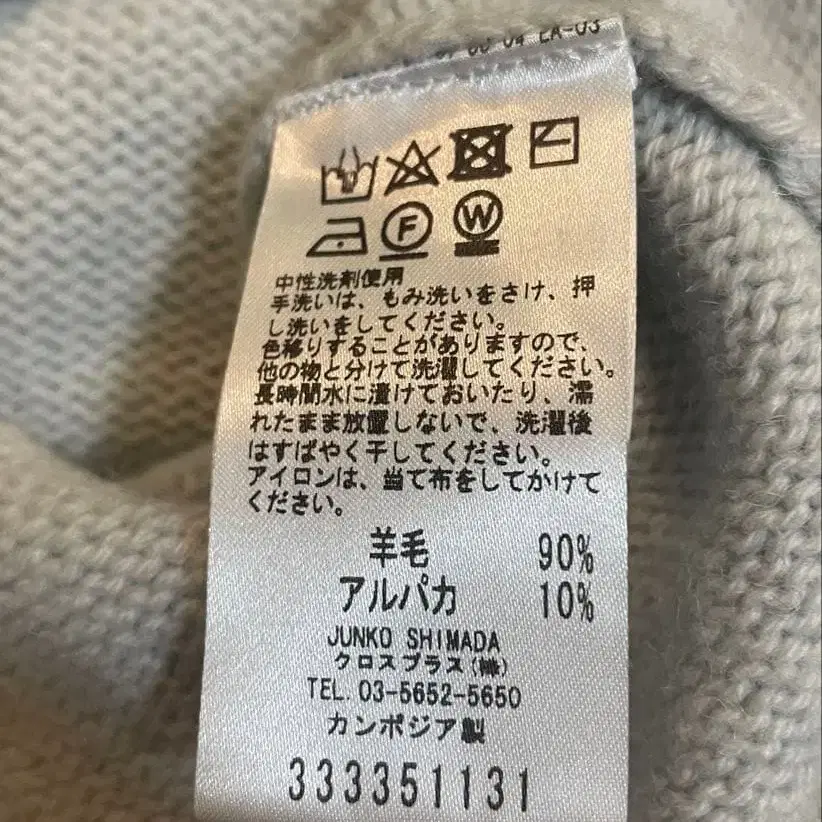 04 LA-03
F W
中性洗剤使用
手洗いは、もみ洗いをさけ、押
し洗いをしてください。
色移りすることがありますので、
他の物と分けて洗濯してください。
長時間水に漬けておいたり、濡
れたまま放置しないで、洗濯後
はすばやく干してください。
アイロンは、当て布をしてかけて
ください。
羊毛 90%
アルパカ 10%
JUNKO SHIMADA
クロスプラス(株)
TEL. 03-5652-5650
カンボジア製
333351131